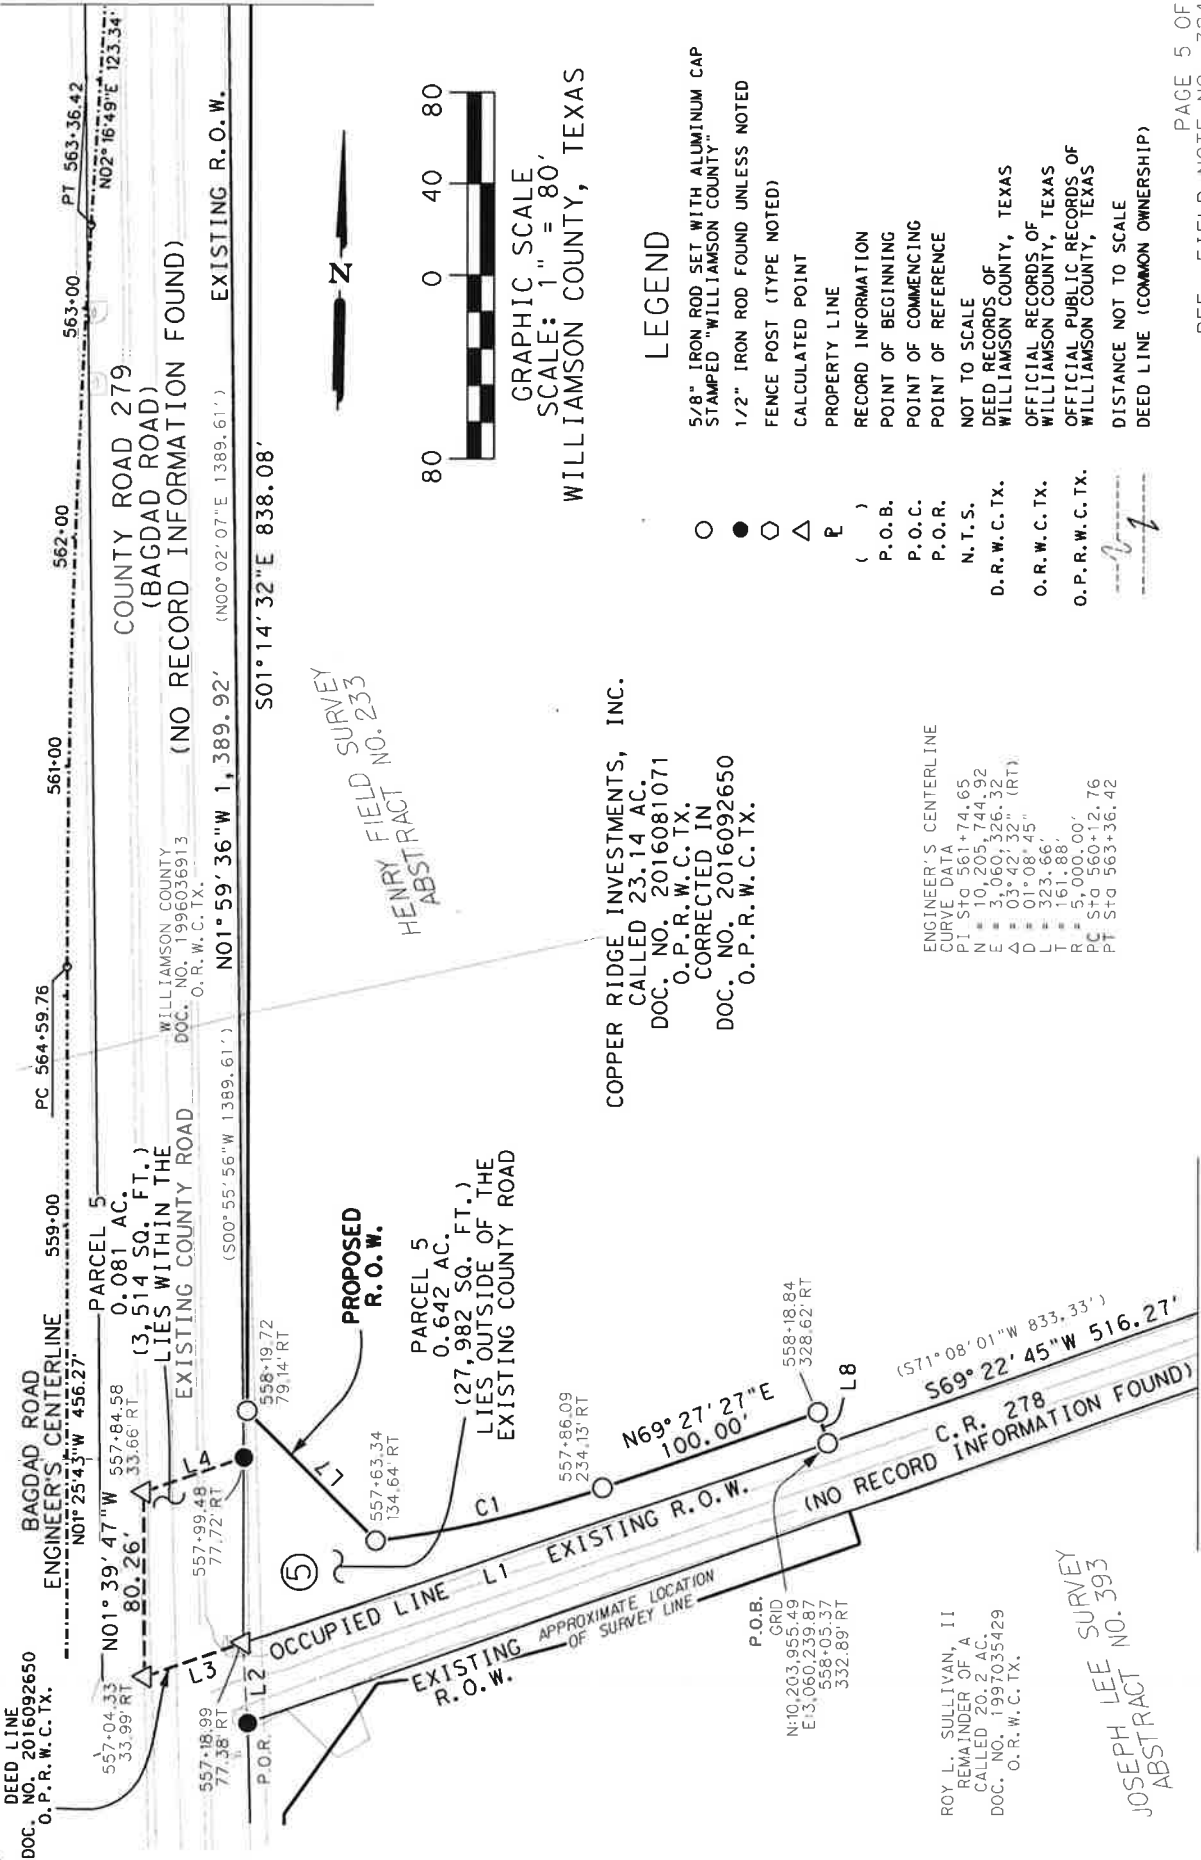 DEED LINE
DOC. NO. 2016092650
O.P.R.W.C.TX.
BAGDAD ROAD
ENGINEER'S CENTERLINE
N01°25'43"W 456.27'
559+00
PC 564+59.76
561+00
562+00
563+00
PT 563+36.42
N02°16'49"E 123.34'
557+04.33
33.99' RT
N01°39'47"W
80.26'
557+84.58
33.66' RT
PARCEL 5
0.081 AC.
(3,514 SQ. FT.)
LIES WITHIN THE
EXISTING COUNTY ROAD
WILLIAMSON COUNTY
DOC. NO. 1996036913
O.R.W.C.TX.
COUNTY ROAD 279
(BAGDAD ROAD)
(NO RECORD INFORMATION FOUND)
(S00°55'56"W 1389.61')
N01°59'36"W 1,389.92'
(N00°02'07"E 1389.61')
EXISTING R.O.W.
S01°14'32"E 838.08'
L3
L4
557+18.99
77.38' RT
557+99.48
77.72' RT
558+19.72
79.14' RT
P.O.R.
L2
OCCUPIED LINE
L1
EXISTING R.O.W.
5
L7
557+63.34
134.64' RT
PROPOSED
R.O.W.
PARCEL 5
0.642 AC.
(27,982 SQ. FT.)
LIES OUTSIDE OF THE
EXISTING COUNTY ROAD
C1
557+86.09
234.13' RT
N69°27'27"E
100.00'
558+18.84
328.62' RT
L8
(S71°08'01"W 833.33')
S69°22'45"W 516.27'
C.R. 278
(NO RECORD INFORMATION FOUND)
EXISTING
R.O.W.
APPROXIMATE LOCATION
OF SURVEY LINE
P.O.B.
GRID
N:10,203,955.49
E:3,060,239.87
558+05.37
332.89' RT
ROY L. SULLIVAN, II
REMAINDER OF A
CALLED 20.2 AC.
DOC. NO. 1997035429
O.R.W.C.TX.
JOSEPH LEE SURVEY
ABSTRACT NO. 393
HENRY FIELD SURVEY
ABSTRACT NO. 233
COPPER RIDGE INVESTMENTS, INC.
CALLED 23.14 AC.
DOC. NO. 2016081071
O.P.R.W.C.TX.
CORRECTED IN
DOC. NO. 2016092650
O.P.R.W.C.TX.
ENGINEER'S CENTERLINE
CURVE DATA
PI Sta 561+74.65
N = 10,205,744.92
E = 3,060,326.32
Δ = 03°42'32" (RT)
D = 01°08'45"
L = 323.66'
T = 161.88'
R = 5,000.00'
PC Sta 560+12.76
PT Sta 563+36.42
N
80 40 0 80
GRAPHIC SCALE
SCALE: 1" = 80'
WILLIAMSON COUNTY, TEXAS
LEGEND
5/8" IRON ROD SET WITH ALUMINUM CAP
STAMPED "WILLIAMSON COUNTY"
1/2" IRON ROD FOUND UNLESS NOTED
FENCE POST (TYPE NOTED)
CALCULATED POINT
PROPERTY LINE
( ) RECORD INFORMATION
P.O.B. POINT OF BEGINNING
P.O.C. POINT OF COMMENCING
P.O.R. POINT OF REFERENCE
N.T.S. NOT TO SCALE
D.R.W.C.TX. DEED RECORDS OF
WILLIAMSON COUNTY, TEXAS
O.R.W.C.TX. OFFICIAL RECORDS OF
WILLIAMSON COUNTY, TEXAS
O.P.R.W.C.TX. OFFICIAL PUBLIC RECORDS OF
WILLIAMSON COUNTY, TEXAS
DISTANCE NOT TO SCALE
DEED LINE (COMMON OWNERSHIP)
PAGE 5 OF